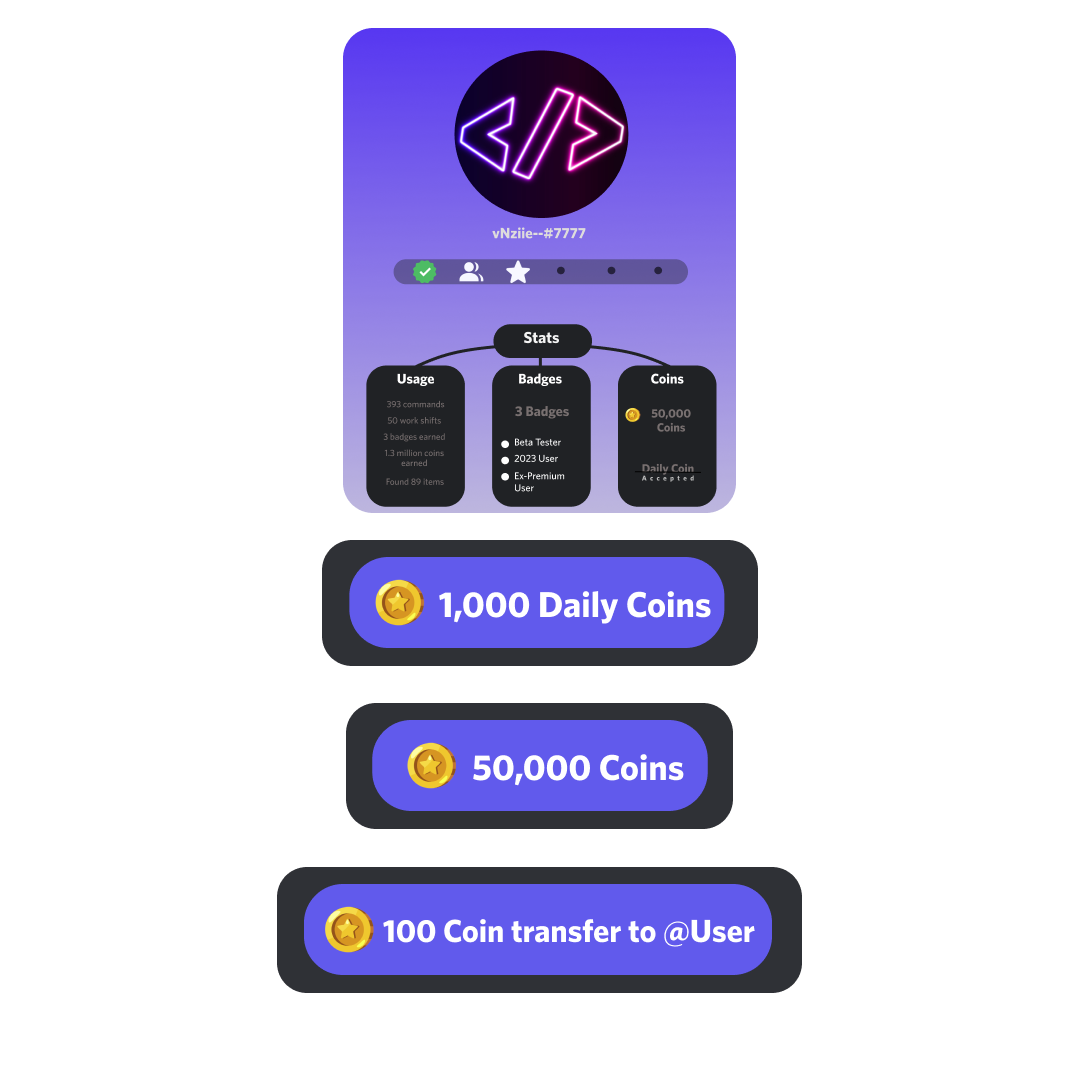 vNziie--#7777
Stats
Usage
393 commands
50 work shifts
3 badges earned
1.3 million coins
earned
Found 89 items
Badges
3 Badges
Beta Tester
2023 User
Ex-Premium
User
Coins
50,000
Coins
Daily Coin
Accepted
1,000 Daily Coins
50,000 Coins
100 Coin transfer to @User